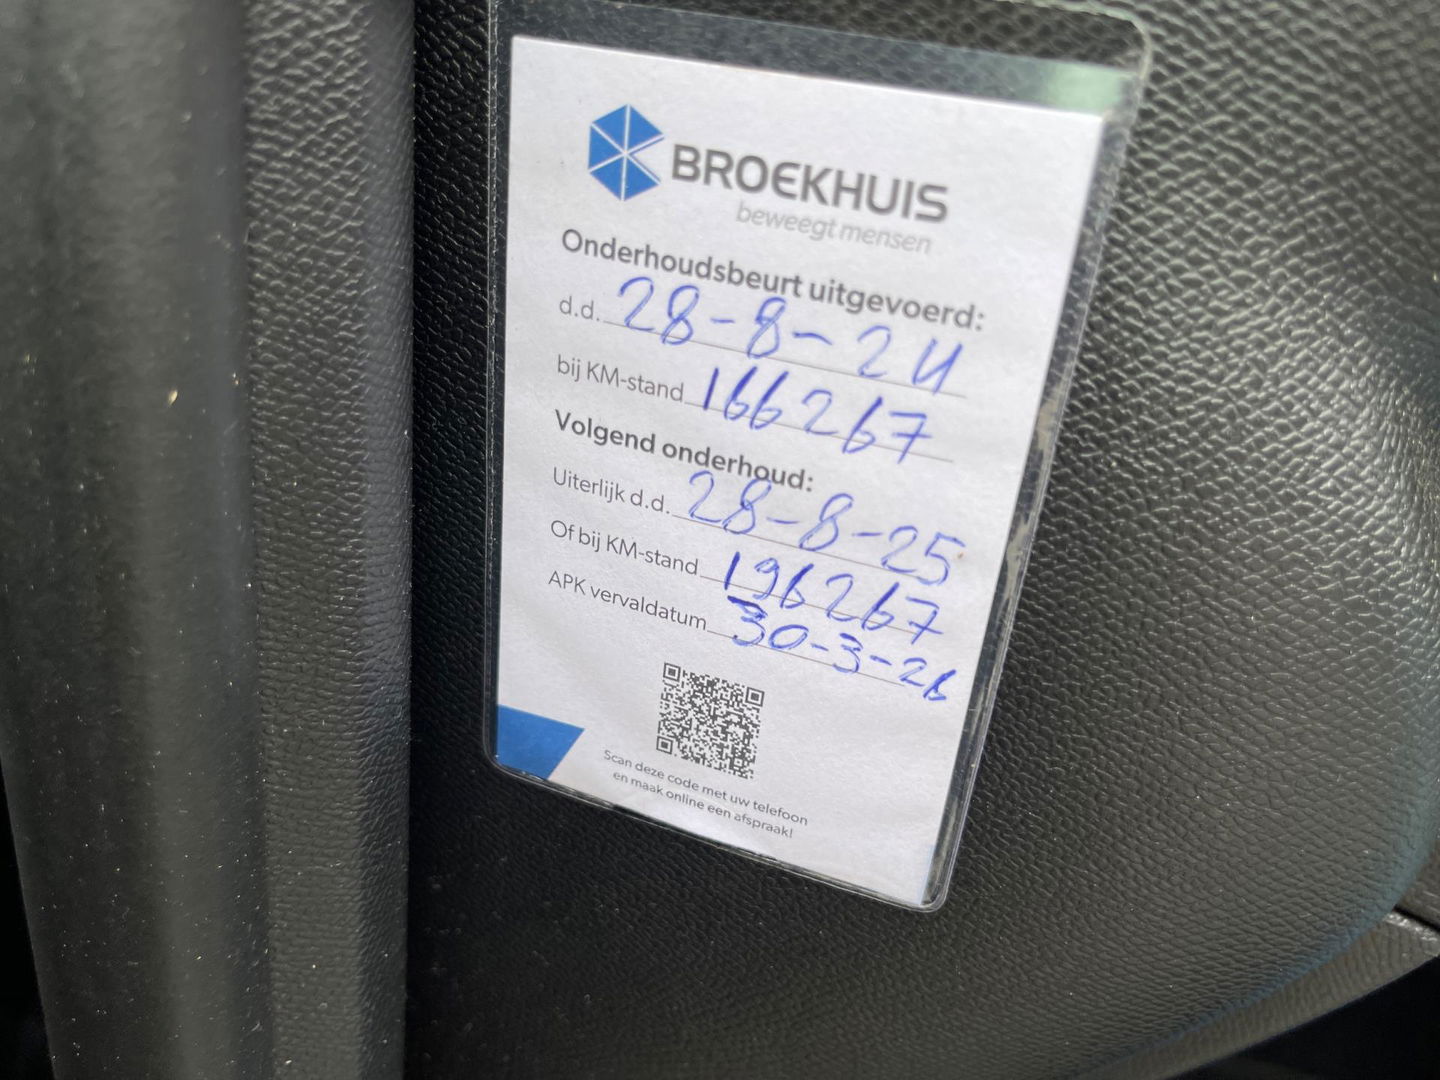 BROEKHUIS
beweegt mensen
Onderhoudsbeurt uitgevoerd:
d.d. 28-8-24
bij KM-stand 166267
Volgend onderhoud:
Uiterlijk d.d. 28-8-25
Of bij KM-stand 196267
APK vervaldatum 30-3-26
Scan deze code met uw telefoon
en maak online een afspraak!